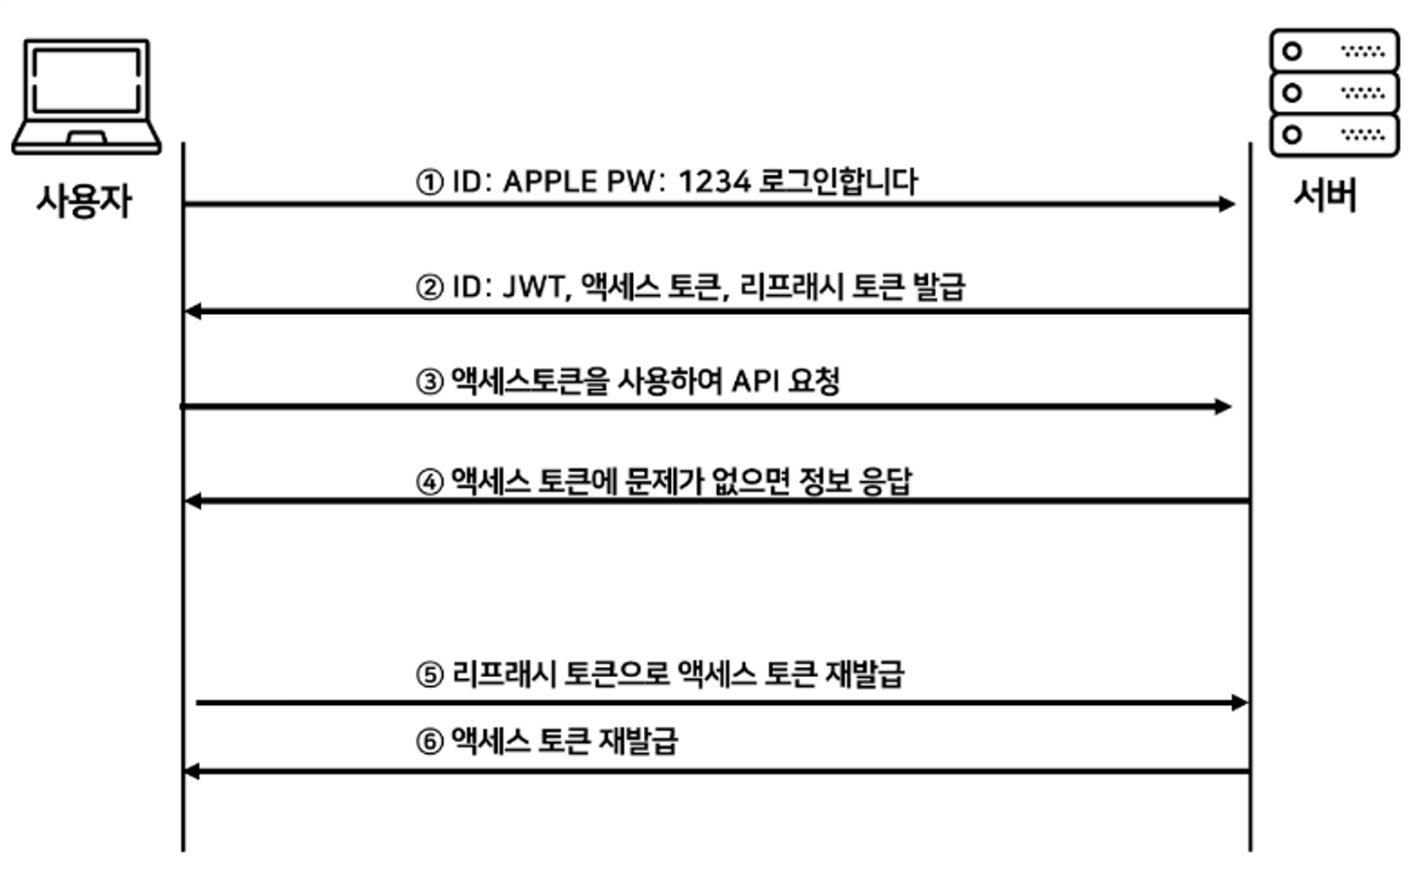 사용자
서버
① ID: APPLE PW: 1234 로그인합니다
② ID: JWT, 액세스 토큰, 리프래시 토큰 발급
③ 액세스토큰을 사용하여 API 요청
④ 액세스 토큰에 문제가 없으면 정보 응답
⑤ 리프래시 토큰으로 액세스 토큰 재발급
⑥ 액세스 토큰 재발급